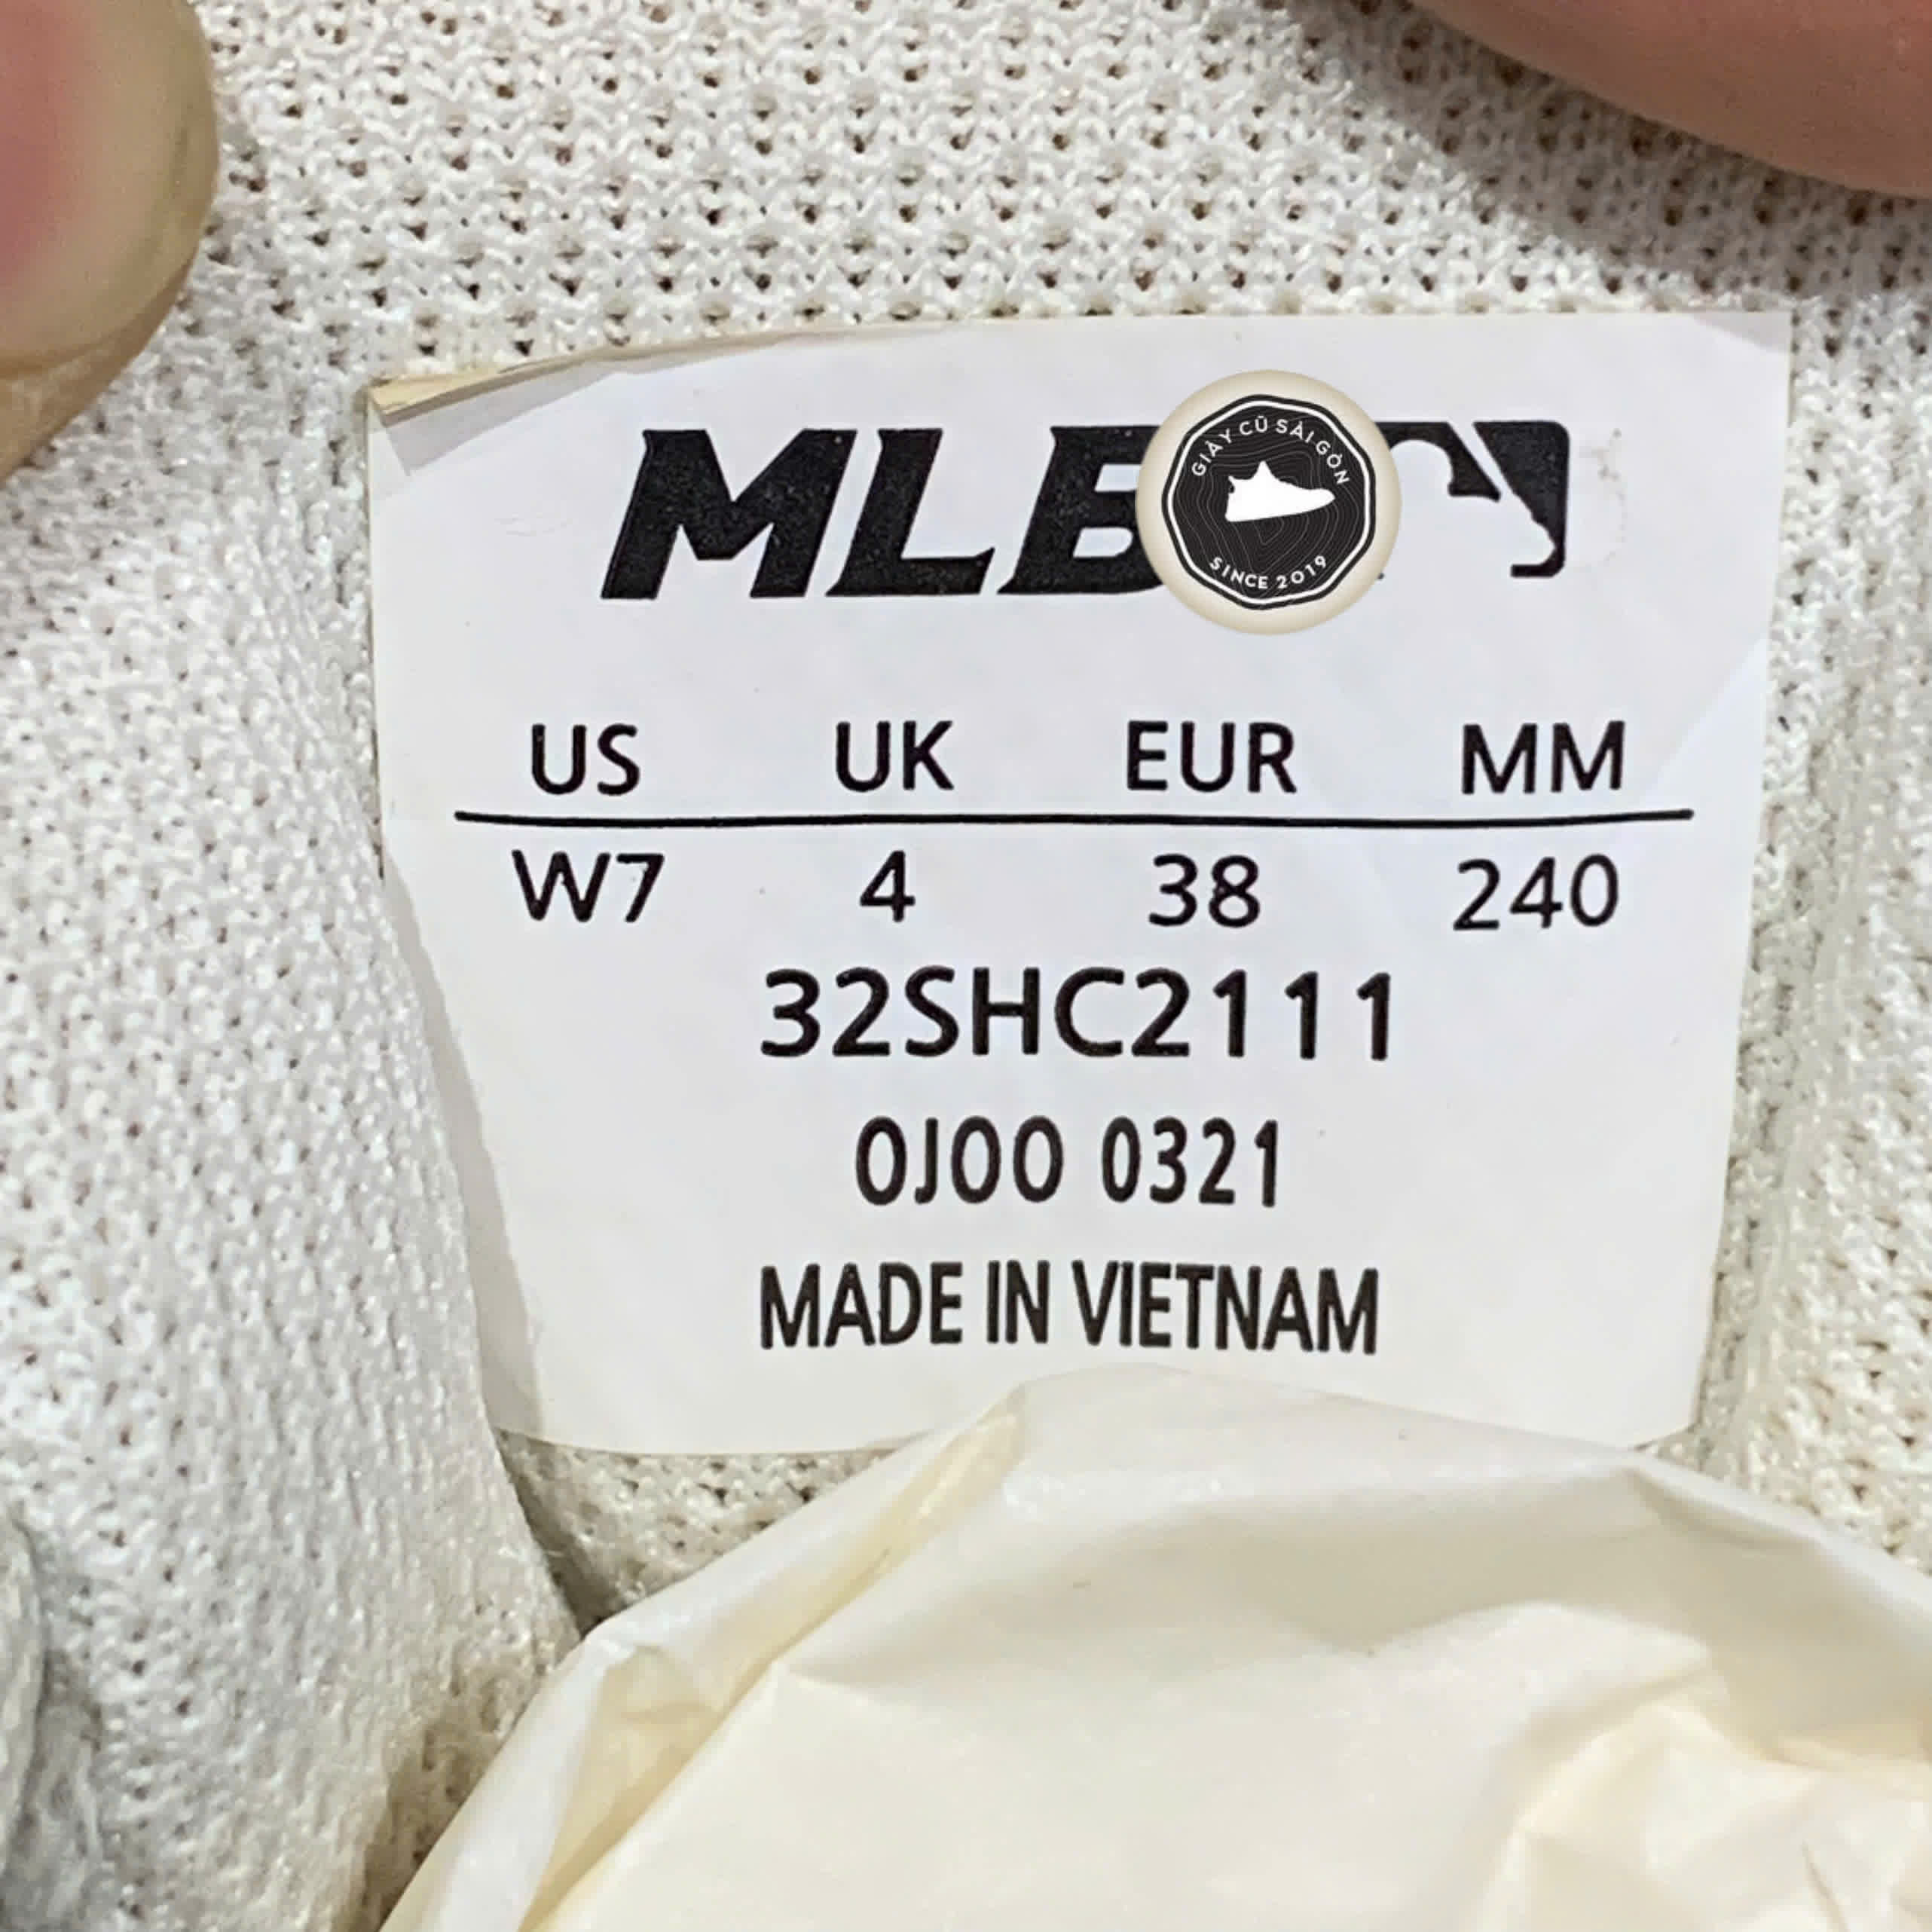 MLB
GIÀY CŨ SÀI GÒN
SINCE 2019
US UK EUR MM
W7 4 38 240
32SHC2111
0J00 0321
MADE IN VIETNAM